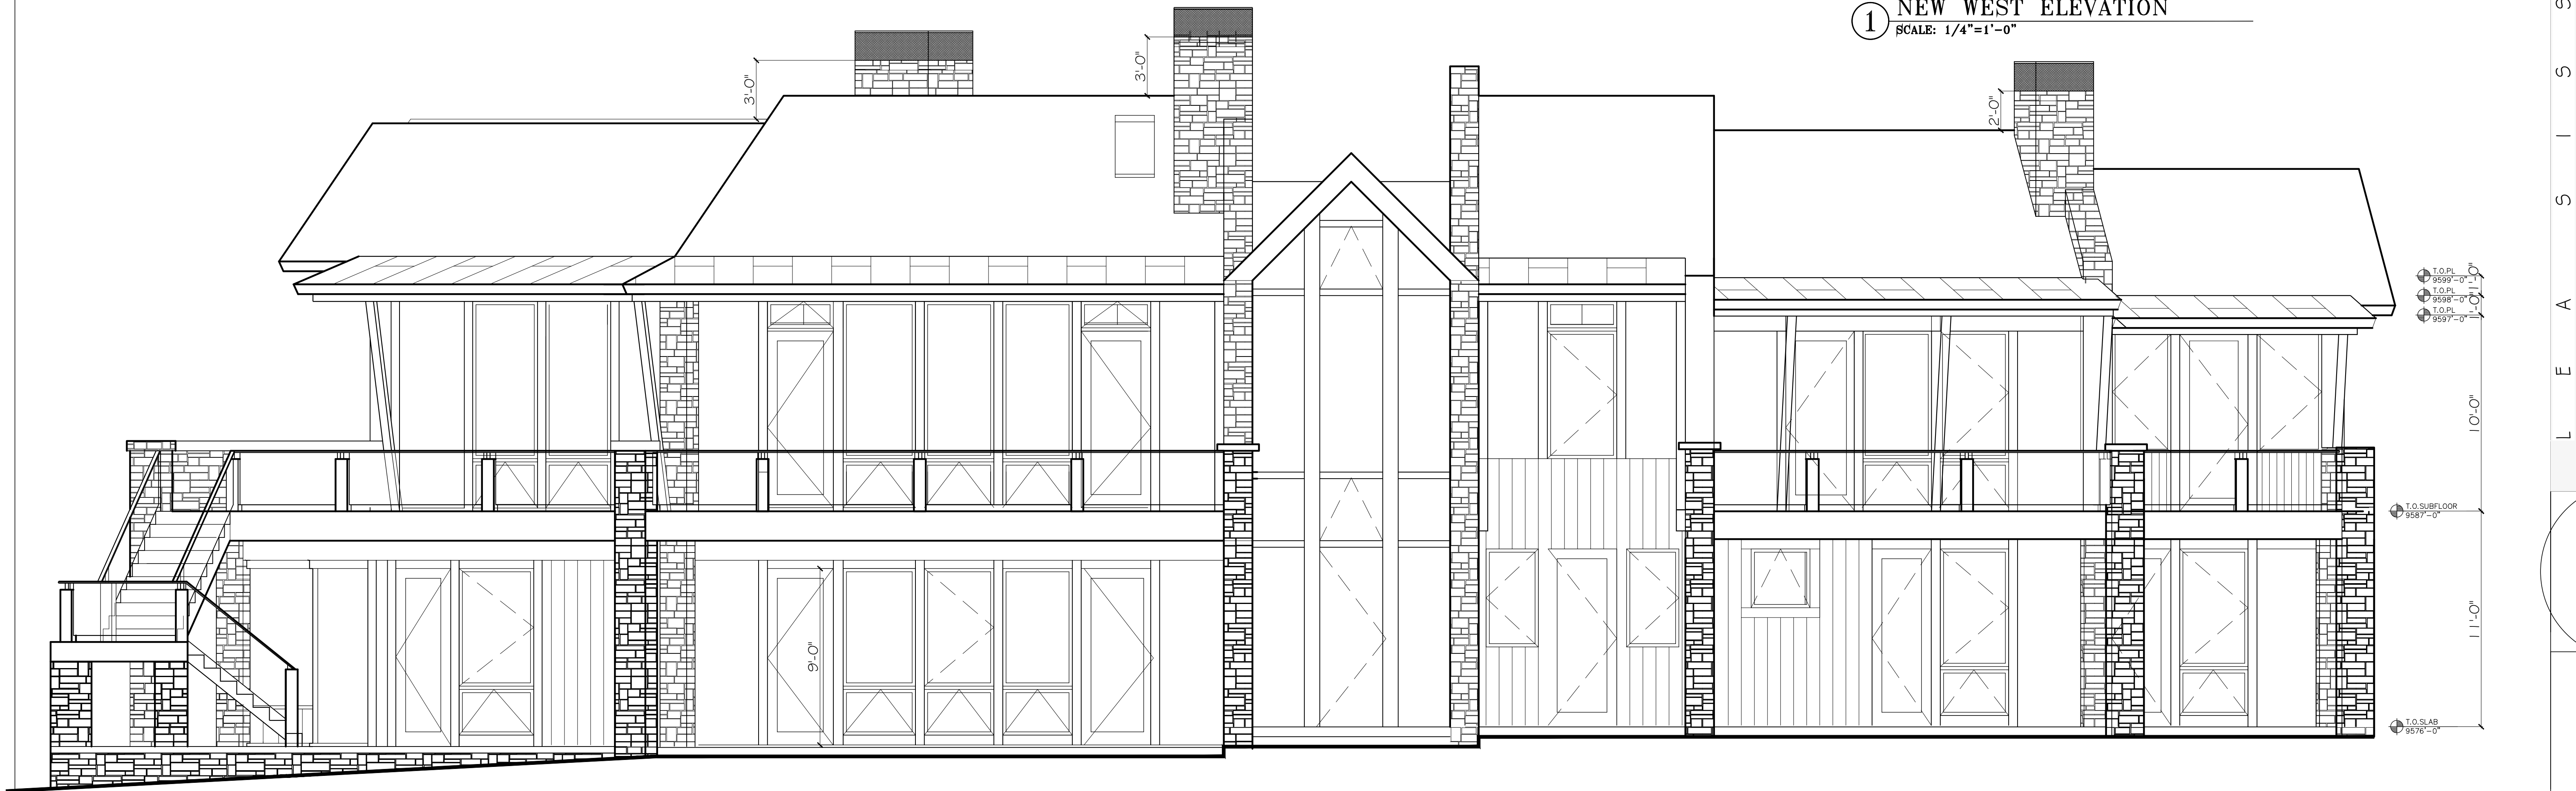 1
NEW WEST ELEVATION
SCALE: 1/4"=1'-0"
3'-0"
3'-0"
2'-0"
T.O.PL
9599'-0"
1'-0"
T.O.PL
9598'-0"
1'-0"
T.O.PL
9597'-0"
10'-0"
T.O.SUBFLOOR
9587'-0"
11'-0"
9'-0"
T.O.SLAB
9576'-0"
L E A S I S S